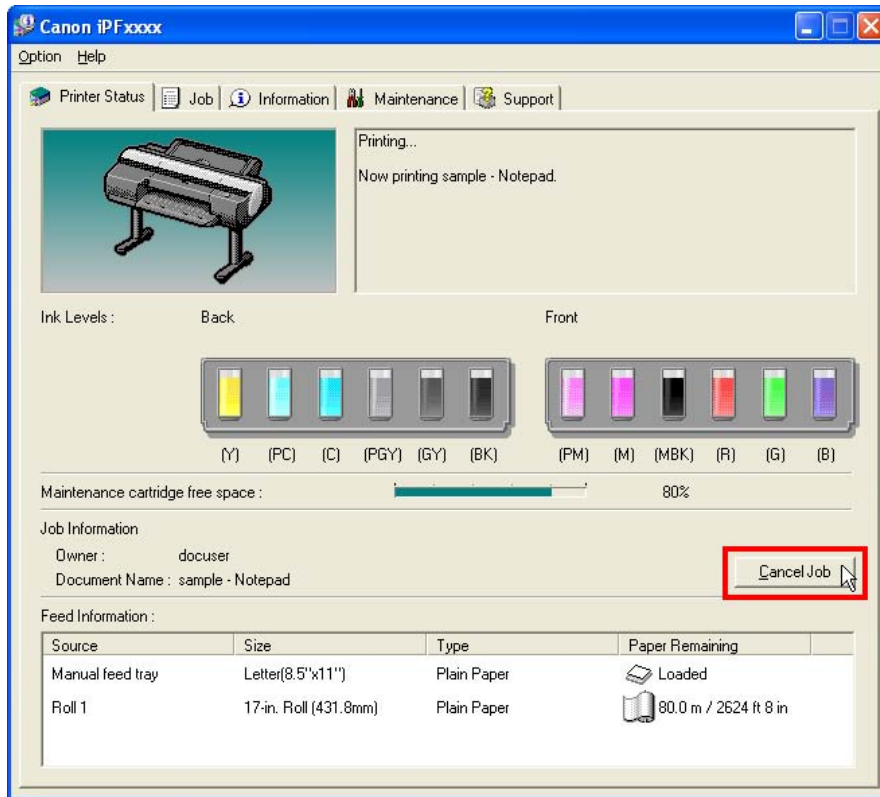 Canon iPFxxxx
Option Help
Printer Status Job Information Maintenance Support
Printing...
Now printing sample - Notepad.
Ink Levels : Back Front
(Y) (PC) (C) (PGY) (GY) (BK) (PM) (M) (MBK) (R) (G) (B)
Maintenance cartridge free space : 80%
Job Information
Owner : docuser
Document Name : sample - Notepad
Cancel Job
Feed Information :
Source Size Type Paper Remaining
Manual feed tray Letter(8.5"x11") Plain Paper Loaded
Roll 1 17-in. Roll (431.8mm) Plain Paper 80.0 m / 2624 ft 8 in